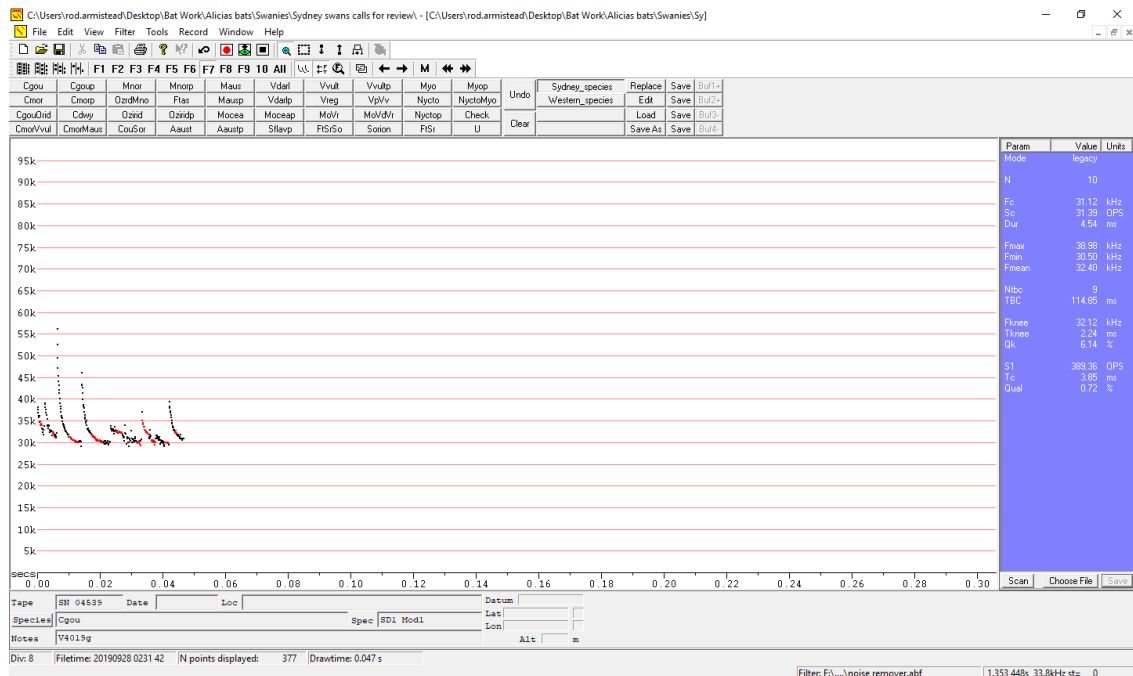 C:\Users\rod.armistead\Desktop\Bat Work\Alicias bats\Swanies\Sydney swans calls for review\ - [C:\Users\rod.armistead\Desktop\Bat Work\Alicias bats\Swanies\Sy]
File Edit View Filter Tools Record Window Help
F1 F2 F3 F4 F5 F6 F7 F8 F9 10 All M
Cgou Cgoup Mnor Mnorp Maus Vdarl Vvult Vvultp Myo Myop Undo Sydney_species Replace Save Buf1+
Cmor Cmorp OzrdMno Ftas Mausp Vdarlp Vreg VpVv Nycto NyctoMyo Western_species Edit Save Buf2+
CgouOrid Cdwy Ozirid Oziridp Mocea Moceap MoVr MoVdVr Nyctop Check Clear Load Save Buf3-
CmorVvul CmorMaus CouSor Aaust Aaustp Sflavp FtSrSo Sorion FtSr U Save As Save Buf4-
Param Value Units
Mode legacy
95k
N 10
90k
Fc 31.12 kHz
85k
Sc 31.39 OPS
Dur 4.54 ms
80k
Fmax 38.98 kHz
75k
Fmin 30.50 kHz
Fmean 32.40 kHz
70k
Ntbc 9
65k
TBC 114.85 ms
60k
Fknee 32.12 kHz
Tknee 2.24 ms
55k
Qk 6.14 %
50k
S1 389.36 OPS
Tc 3.85 ms
45k
Qual 0.72 %
40k
35k
30k
25k
20k
15k
10k
5k
secs
0.00 0.02 0.04 0.06 0.08 0.10 0.12 0.14 0.16 0.18 0.20 0.22 0.24 0.26 0.28 0.30
Scan Choose File Save
Tape SN 04539 Date Loc Datum
Species Cgou Spec SD1 Mod1 Lat
Lon
Notes V4019g Alt m
Div: 8 Filetime: 20190928 0231 42 N points displayed: 377 Drawtime: 0.047 s
Filter: F:\....\noise remover.abf 1.353 448s 33.8kHz st= 0